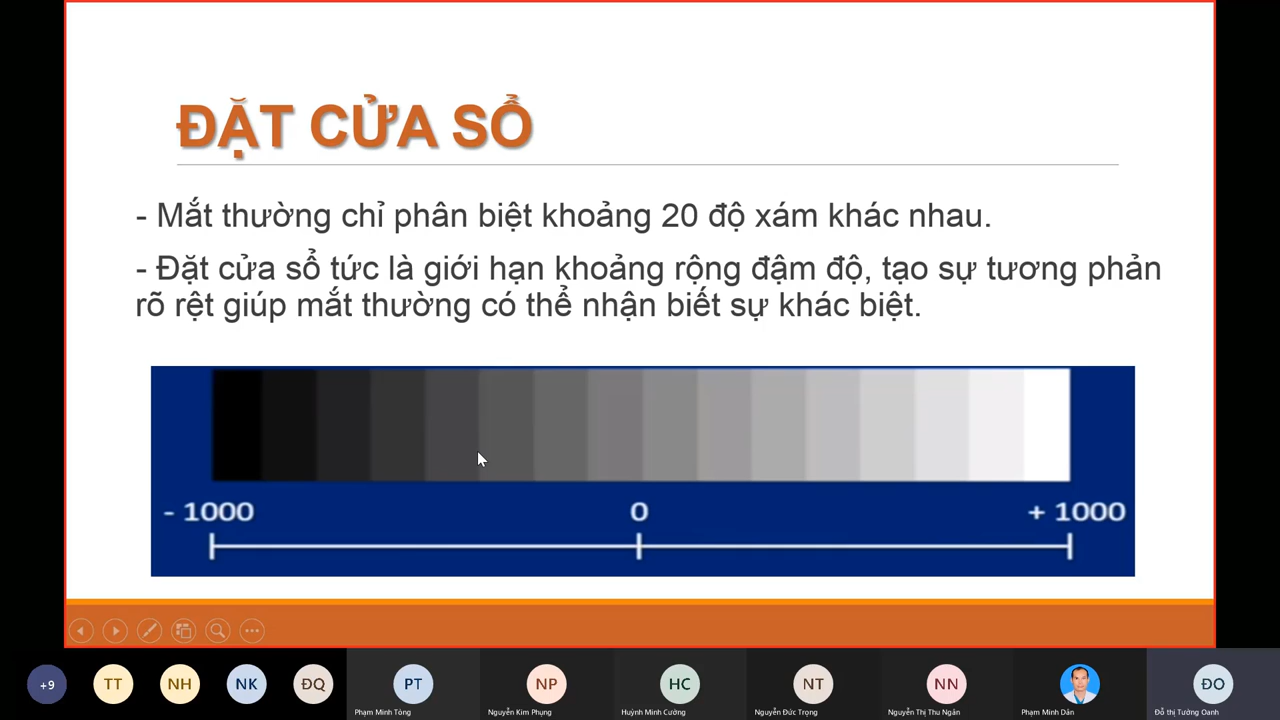 ĐẶT CỬA SỔ
- Mắt thường chỉ phân biệt khoảng 20 độ xám khác nhau.
- Đặt cửa sổ tức là giới hạn khoảng rộng đậm độ, tạo sự tương phản
rõ rệt giúp mắt thường có thể nhận biết sự khác biệt.
- 1000 0 + 1000
+9 TT NH NK ĐQ PT NP HC NT NN ĐO
Phạm Minh Tòng Nguyễn Kim Phụng Huỳnh Minh Cường Nguyễn Đức Trọng Nguyễn Thị Thu Ngân Phạm Minh Dân Đỗ thị Tường Oanh